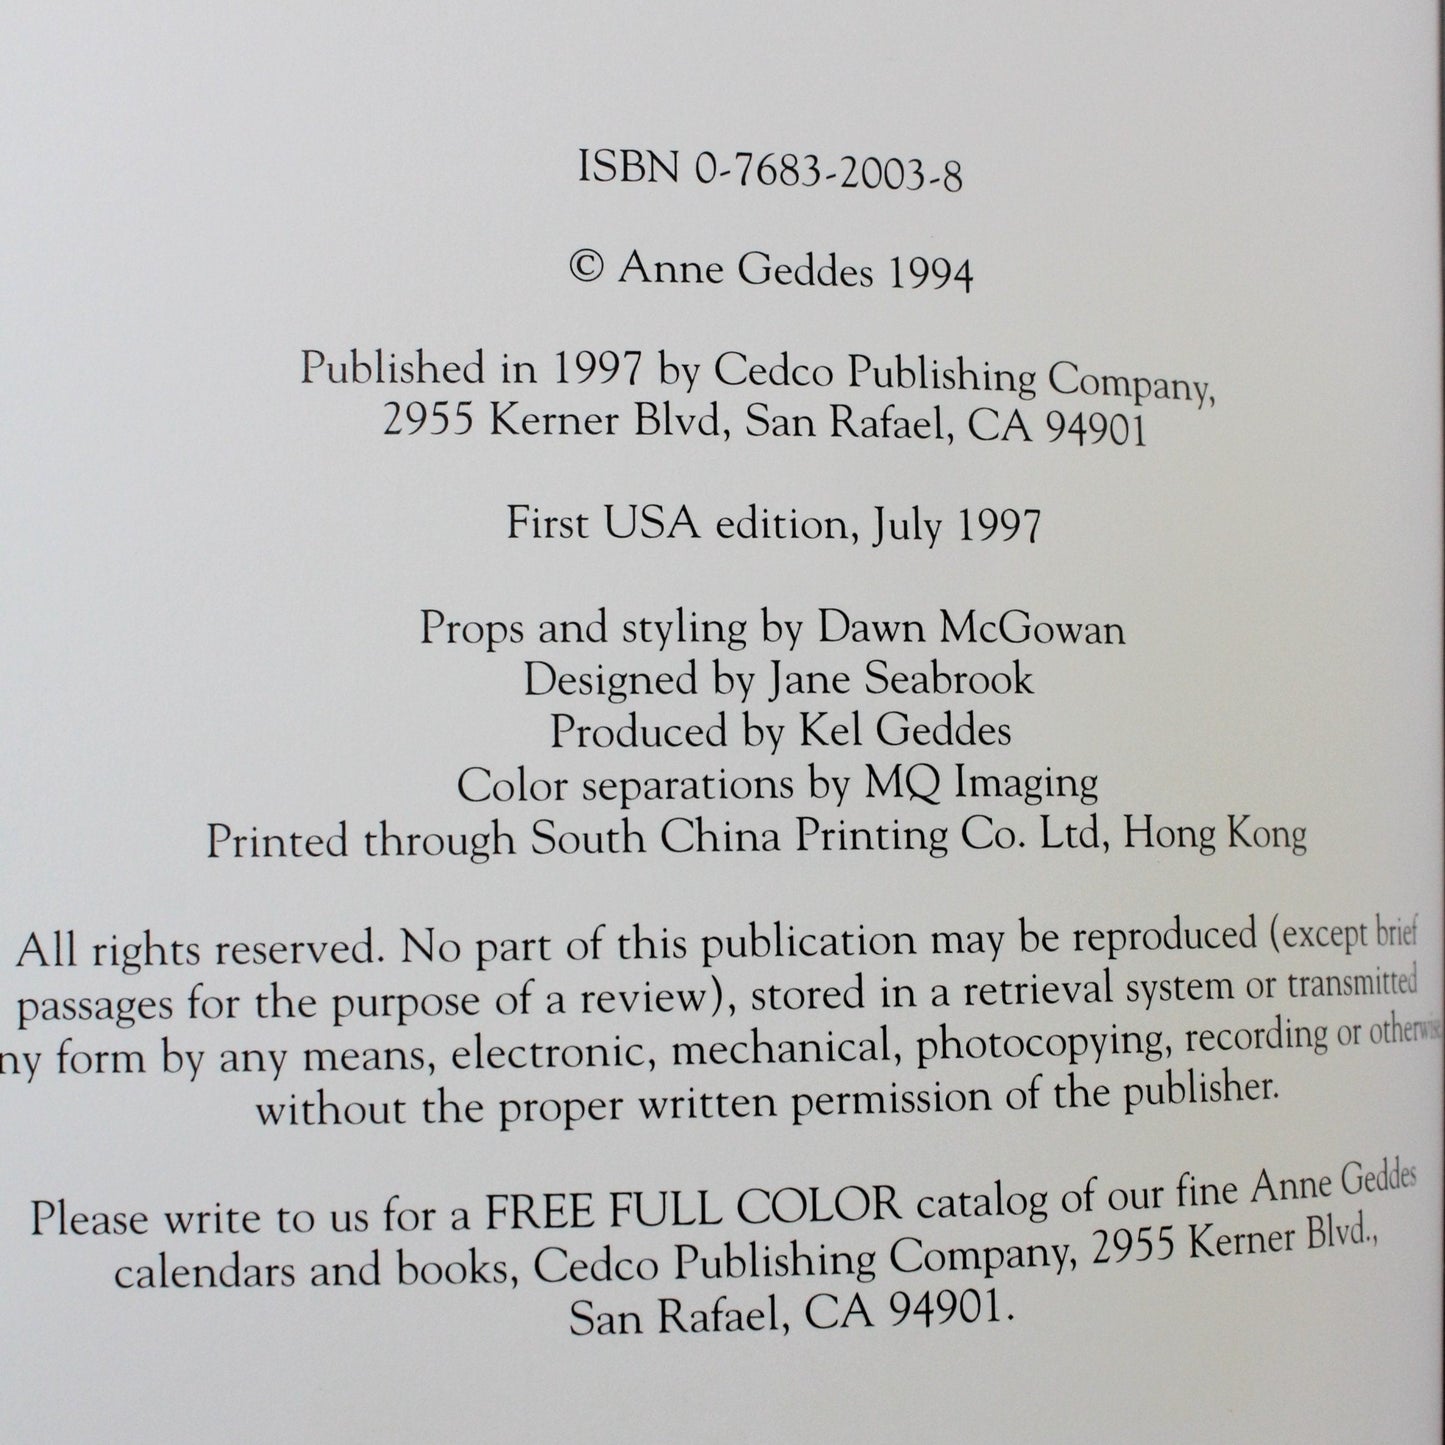 ISBN 0-7683-2003-8
© Anne Geddes 1994
Published in 1997 by Cedco Publishing Company,
2955 Kerner Blvd, San Rafael, CA 94901
First USA edition, July 1997
Props and styling by Dawn McGowan
Designed by Jane Seabrook
Produced by Kel Geddes
Color separations by MQ Imaging
Printed through South China Printing Co. Ltd, Hong Kong
All rights reserved. No part of this publication may be reproduced (except brief
passages for the purpose of a review), stored in a retrieval system or transmitted
form by any means, electronic, mechanical, photocopying, recording or
without the proper written permission of the publisher.
Please write to us for a FREE FULL COLOR catalog of our fine Anne Geddes
calendars and books, Cedco Publishing Company, 2955 Kerner Blvd.,
San Rafael, CA 94901.